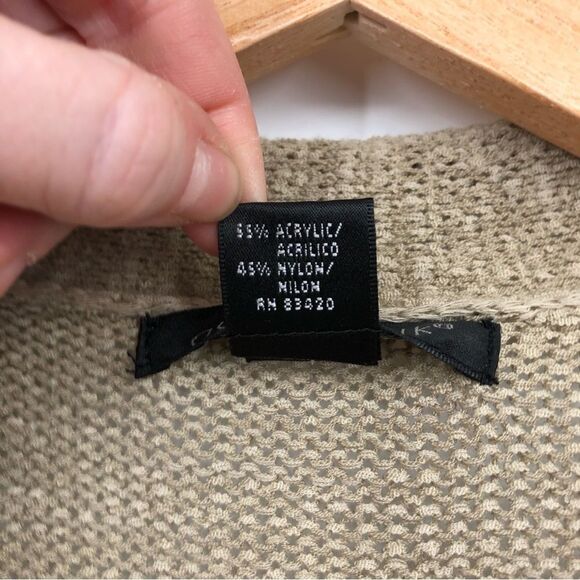 55% ACRYLIC/
ACRILICO
45% NYLON/
NILON
RN 83420